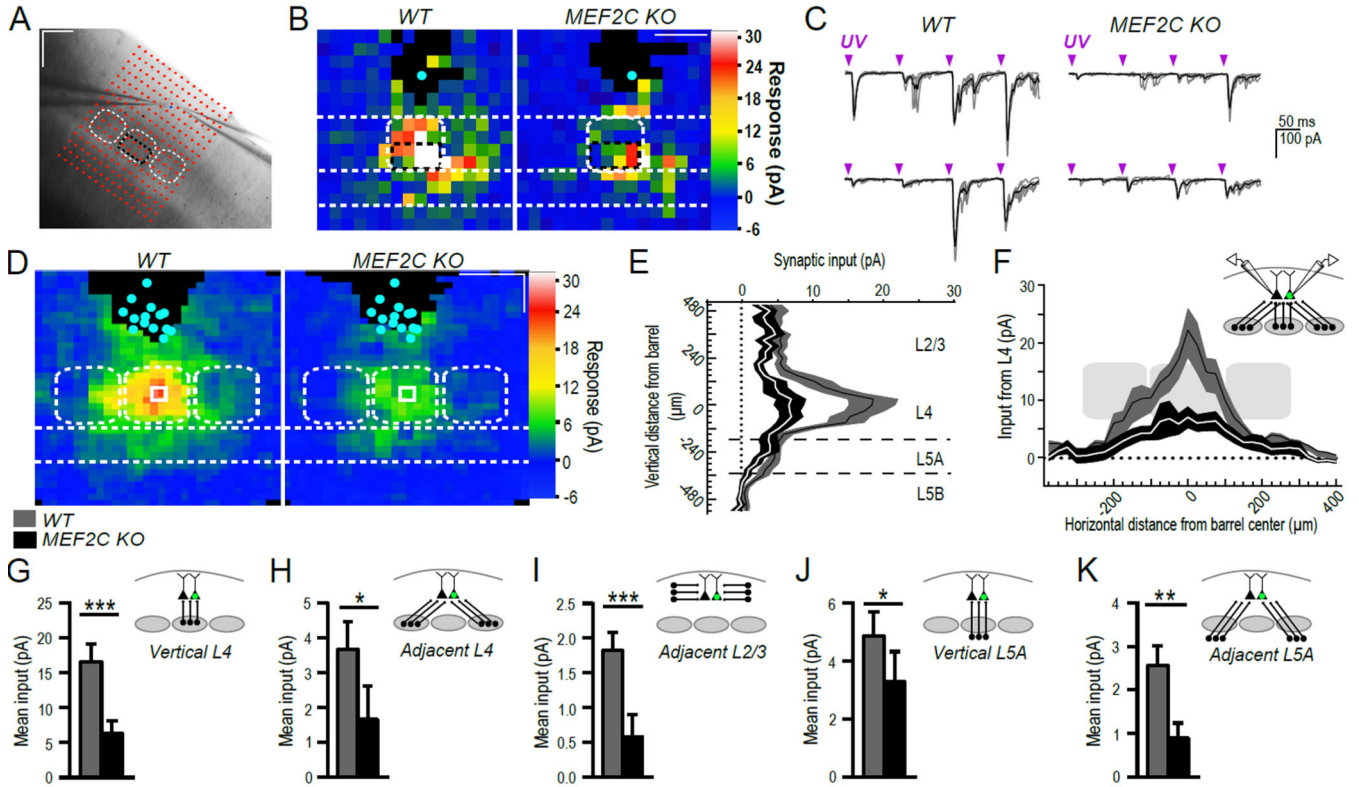 A
B
WT
MEF2C KO
30
24
18
12
6
0
-6
Response (pA)
C
WT
MEF2C KO
UV
UV
50 ms
100 pA
D
WT
MEF2C KO
30
24
18
12
6
0
-6
Response (pA)
E
Synaptic input (pA)
0 10 20 30
Vertical distance from barrel
(µm)
480
240
0
-240
-480
L2/3
L4
L5A
L5B
F
Input from L4 (pA)
30
25
20
15
10
5
0
-200 0 200 400
Horizontal distance from barrel center (µm)
WT
MEF2C KO
G
Mean input (pA)
25
20
15
10
5
0
***
Vertical L4
H
Mean input (pA)
5
4
3
2
1
0
*
Adjacent L4
I
Mean input (pA)
2.5
2.0
1.5
1.0
0.5
0.0
***
Adjacent L2/3
J
Mean input (pA)
6
4
2
0
*
Vertical L5A
K
Mean input (pA)
4
3
2
1
0
**
Adjacent L5A